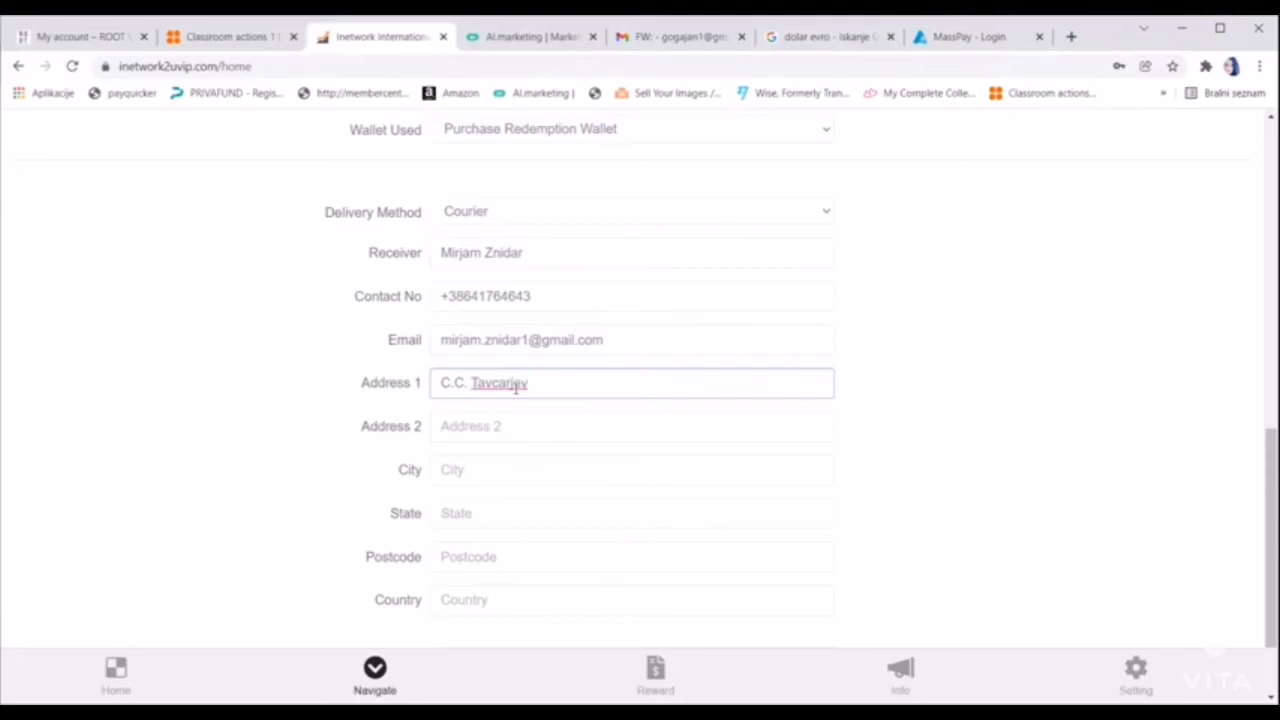 My account – ROOT
Classroom actions 1 |
Inetwork Internation
AI.marketing | Marke
FW: - gogajan1@gm
dolar evro - Iskanje G
MassPay - Login
inetwork2uvip.com/home
Aplikacije
payquicker
PRIVAFUND - Regis...
http://membercent...
Amazon
AI.marketing |
Sell Your Images /...
Wise, Formerly Tran...
My Complete Colle...
Classroom actions...
»
Bralni seznam
Wallet Used
Purchase Redemption Wallet
Delivery Method
Courier
Receiver
Mirjam Znidar
Contact No
+38641764643
Email
mirjam.znidar1@gmail.com
Address 1
C.C. Tavcarjev
Address 2
Address 2
City
City
State
State
Postcode
Postcode
Country
Country
Home
Navigate
Reward
Info
Setting
VITA